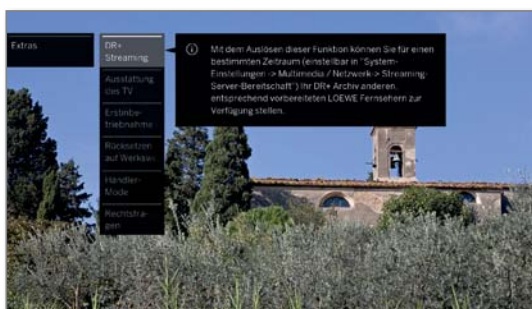 Extras
DR+
Streaming
Ausstattung
des TV
Erstinbe-
triebnahme
Rücksetzen
auf Werksei.
Händler-
Mode
Rechtsfra-
gen
Mit dem Auslösen dieser Funktion können Sie für einen
bestimmten Zeitraum (einstellbar in "System-
Einstellungen -> Multimedia / Netzwerk-> Streaming-
Server-Bereitschaft") Ihr DR+ Archiv anderen,
entsprechend vorbereiteten LOEWE Fernsehern zur
Verfügung stellen.